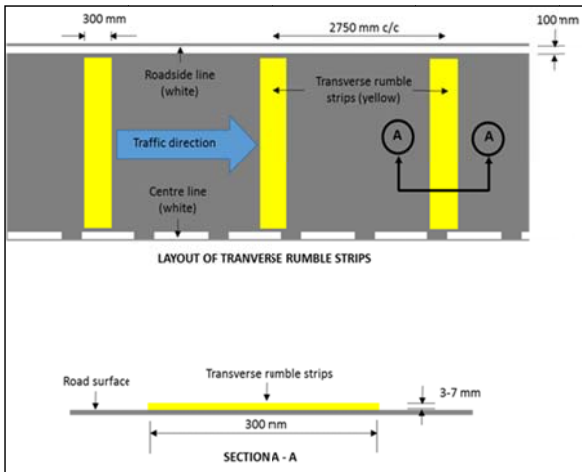 300 mm
2750 mm c/c
100 mm
Roadside line
(white)
Transverse rumble
strips (yellow)
A
A
Traffic direction
Centre line
(white)
LAYOUT OF TRANVERSE RUMBLE STRIPS
Transverse rumble strips
Road surface
3-7 mm
300 mm
SECTION A - A